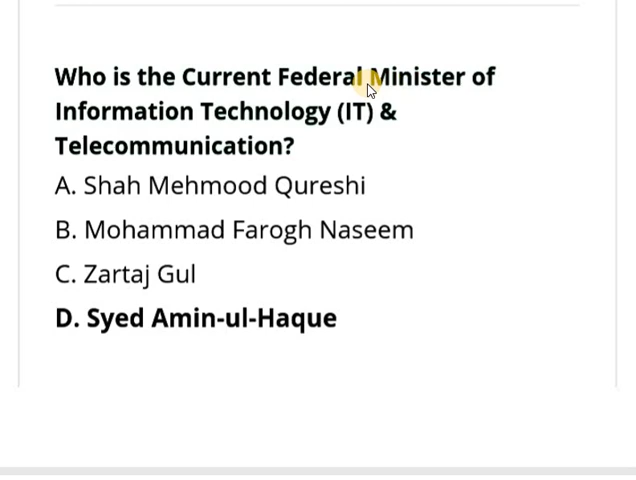 Who is the Current Federal Minister of
Information Technology (IT) &
Telecommunication?
A. Shah Mehmood Qureshi
B. Mohammad Farogh Naseem
C. Zartaj Gul
D. Syed Amin-ul-Haque